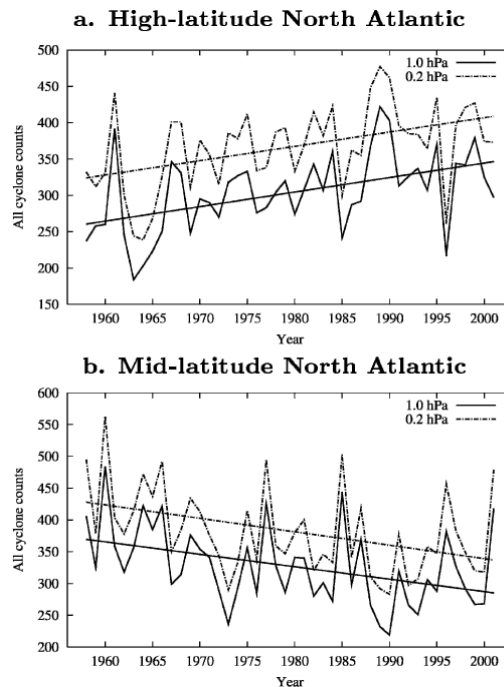 a. High-latitude North Atlantic
500
450
400
350
300
250
200
150
All cyclone counts
1.0 hPa
0.2 hPa
1960 1965 1970 1975 1980 1985 1990 1995 2000
Year
b. Mid-latitude North Atlantic
600
550
500
450
400
350
300
250
200
All cyclone counts
1.0 hPa
0.2 hPa
1960 1965 1970 1975 1980 1985 1990 1995 2000
Year